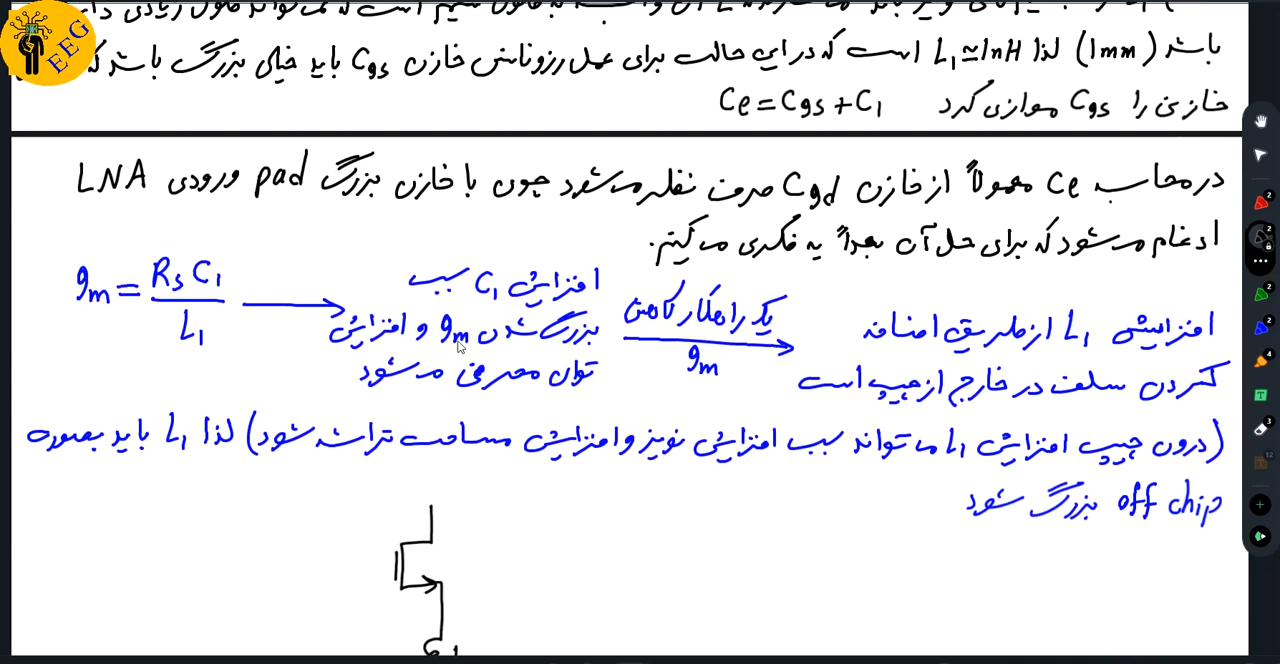 باشد (1mm) لذا L₁≃1nH است که در این حالت برای عمل رزونانس خازن Cgs باید خیلی بزرگ باشد که
خازنی را Cgs موازی کرد Ce=Cgs+C₁
در محاسبه Ce معمولاً از خازن Cgd صرف نظر می‌شود چون با خازن بزرگ pad ورودی LNA
ادغام می‌شود که برای حل آن بعداً یه فکری می‌کنیم.
gm = Rs C₁ / L₁
افزایش C₁ سبب
بزرگ شدن gm و افزایش
توان مصرفی می‌شود
یک راهکار کاهش
gm
افزایش L₁ از طریق اضافه
کردن سلف در خارج از چیپ است
(درون چیپ افزایش L₁ می‌تواند سبب افزایش نویز و افزایش مساحت تراشه شود) لذا L₁ باید بصورت
off chip بزرگ شود
EEG